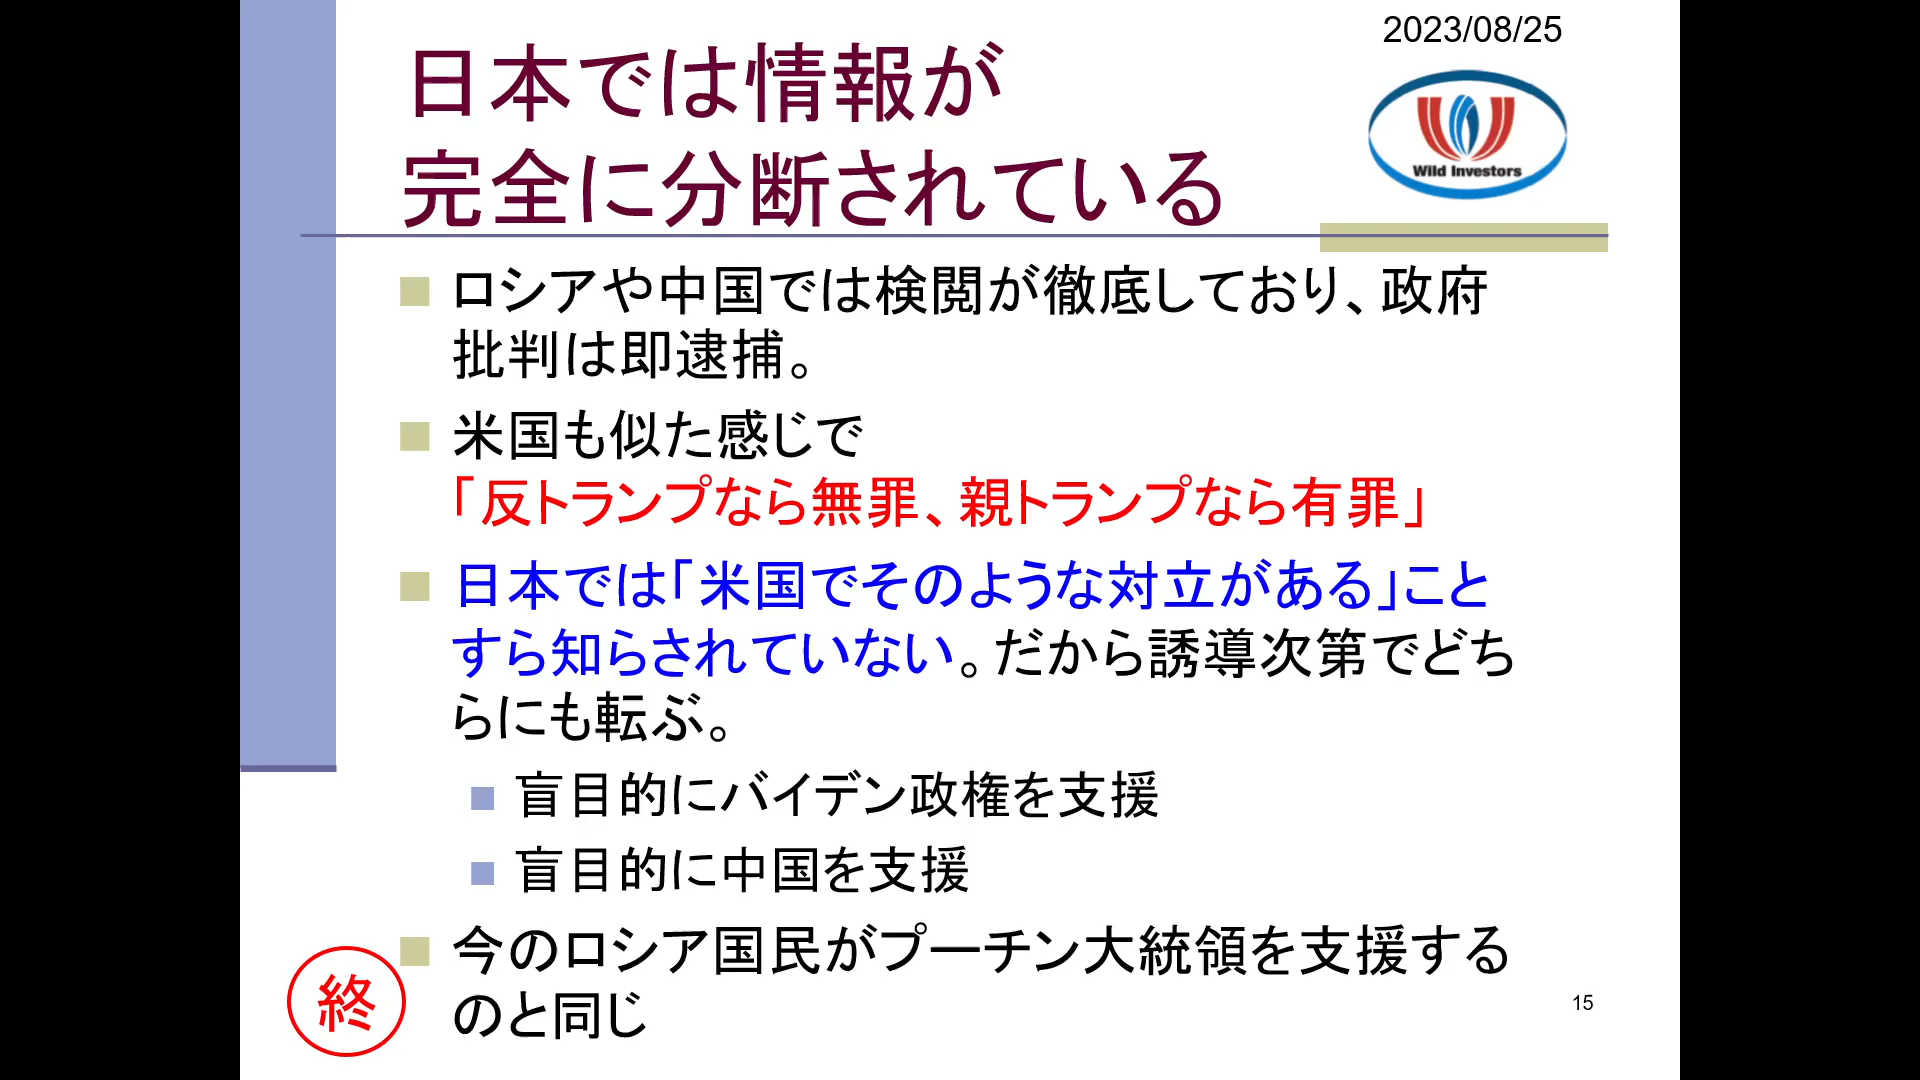 2023/08/25
日本では情報が
完全に分断されている
Wild Investors
ロシアや中国では検閲が徹底しており、政府
批判は即逮捕。
米国も似た感じで
「反トランプなら無罪、親トランプなら有罪」
日本では「米国でそのような対立がある」こと
すら知らされていない。だから誘導次第でどち
らにも転ぶ。
盲目的にバイデン政権を支援
盲目的に中国を支援
今のロシア国民がプーチン大統領を支援する
のと同じ
終
15